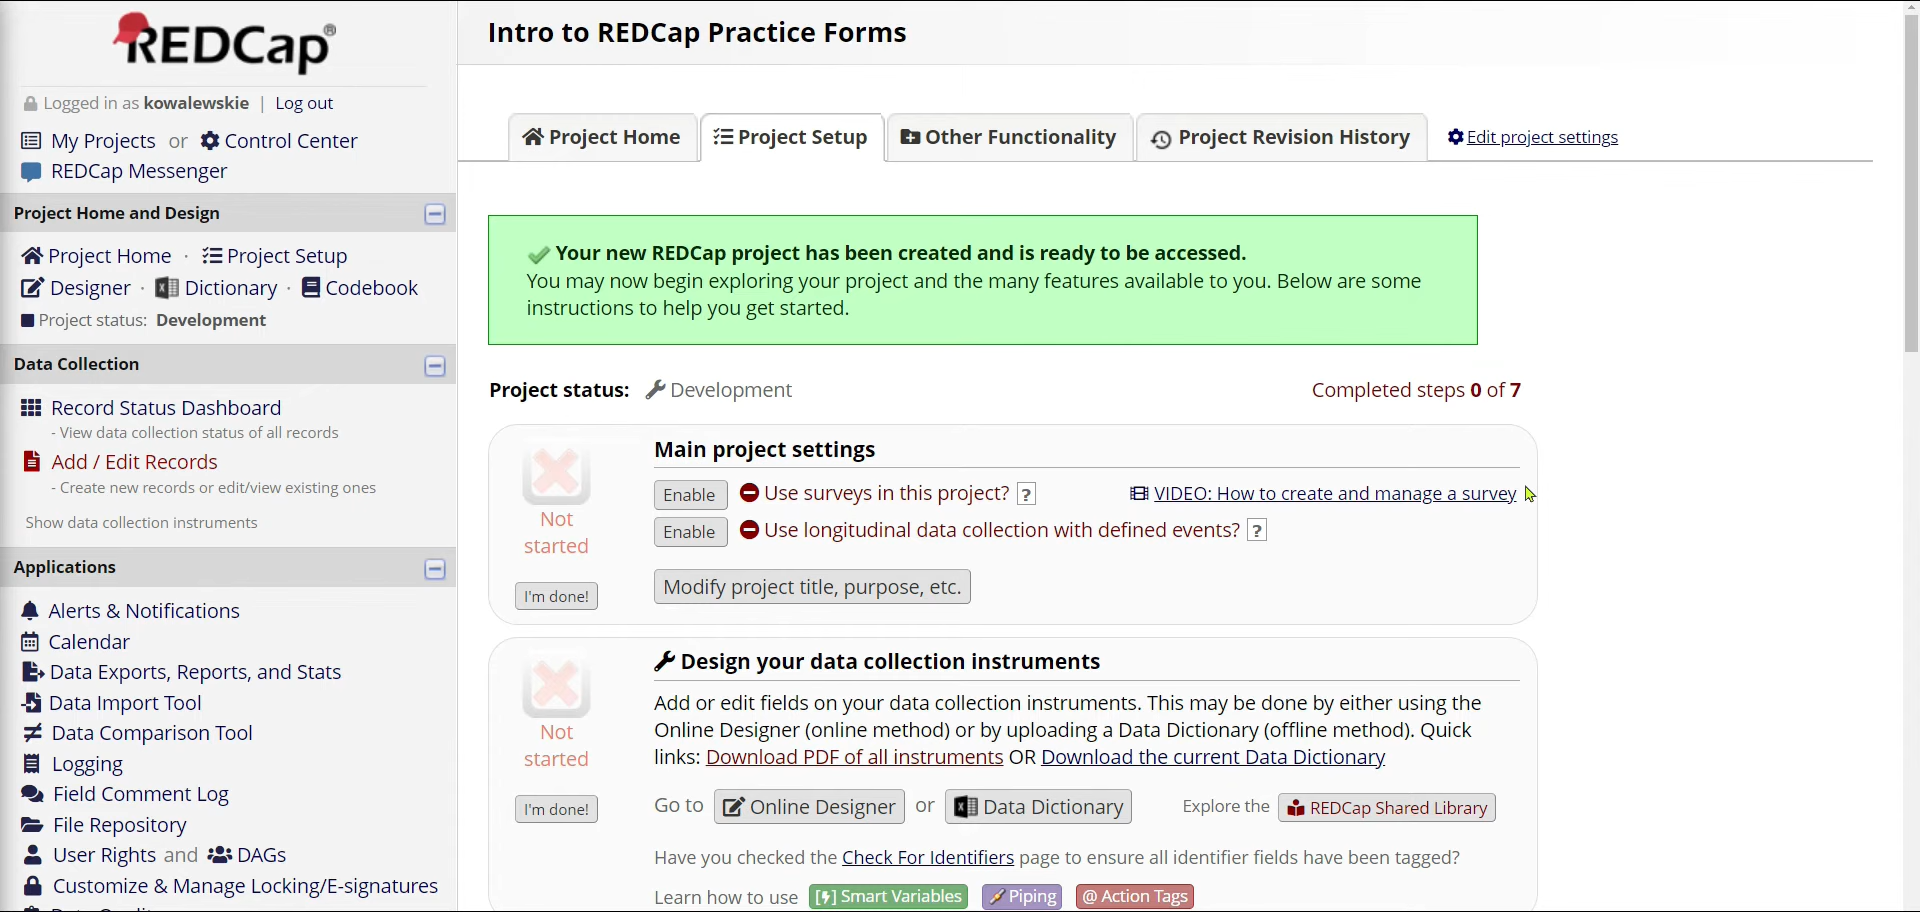 REDCap®
Logged in as kowalewskie | Log out
My Projects or Control Center
REDCap Messenger
Project Home and Design
Project Home · Project Setup
Designer · Dictionary · Codebook
Project status: Development
Data Collection
Record Status Dashboard
- View data collection status of all records
Add / Edit Records
- Create new records or edit/view existing ones
Show data collection instruments
Applications
Alerts & Notifications
Calendar
Data Exports, Reports, and Stats
Data Import Tool
Data Comparison Tool
Logging
Field Comment Log
File Repository
User Rights and DAGs
Customize & Manage Locking/E-signatures
Intro to REDCap Practice Forms
Project Home
Project Setup
Other Functionality
Project Revision History
Edit project settings
Your new REDCap project has been created and is ready to be accessed.
You may now begin exploring your project and the many features available to you. Below are some
instructions to help you get started.
Project status: Development
Completed steps 0 of 7
Not
started
I'm done!
Main project settings
Enable Use surveys in this project? ? VIDEO: How to create and manage a survey
Enable Use longitudinal data collection with defined events? ?
Modify project title, purpose, etc.
Not
started
I'm done!
Design your data collection instruments
Add or edit fields on your data collection instruments. This may be done by either using the
Online Designer (online method) or by uploading a Data Dictionary (offline method). Quick
links: Download PDF of all instruments OR Download the current Data Dictionary
Go to Online Designer or Data Dictionary Explore the REDCap Shared Library
Have you checked the Check For Identifiers page to ensure all identifier fields have been tagged?
Learn how to use [ ] Smart Variables Piping @ Action Tags